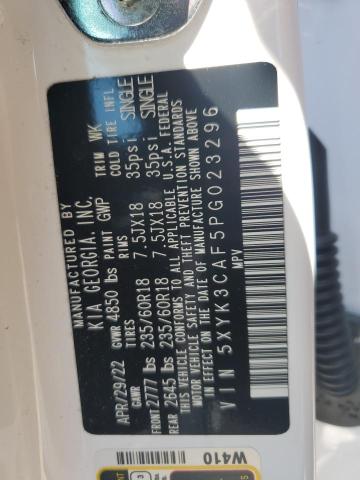 MANUFACTURED BY
KIA GEORGIA, INC.
APR/29/22 GVWR 4850 lbs PAINT GWP TRIM WK
TIRES RIMS COLD TIRE INFL
FRONT 2777 lbs 235/60R18 7.5JX18 35psi SINGLE
REAR 2645 lbs 235/60R18 7.5JX18 35psi SINGLE
THIS VEHICLE CONFORMS TO ALL APPLICABLE U.S.A. FEDERAL
MOTOR VEHICLE SAFETY AND THEFT PREVENTION STANDARDS
IN EFFECT ON THE DATE OF MANUFACTURE SHOWN ABOVE
MPV
VIN 5XYK3CAF5PG023296
W410